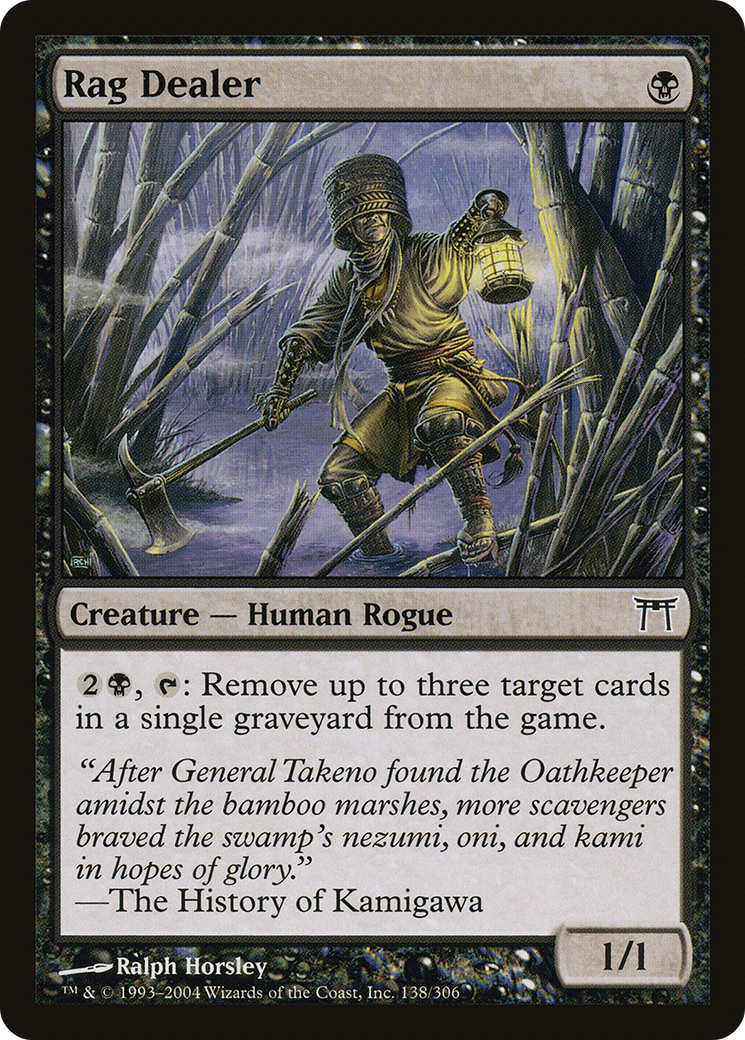 Rag Dealer
Creature — Human Rogue
2, : Remove up to three target cards
in a single graveyard from the game.
“After General Takeno found the Oathkeeper
amidst the bamboo marshes, more scavengers
braved the swamp’s nezumi, oni, and kami
in hopes of glory.”
—The History of Kamigawa
1/1
Ralph Horsley
™ & © 1993–2004 Wizards of the Coast, Inc. 138/306